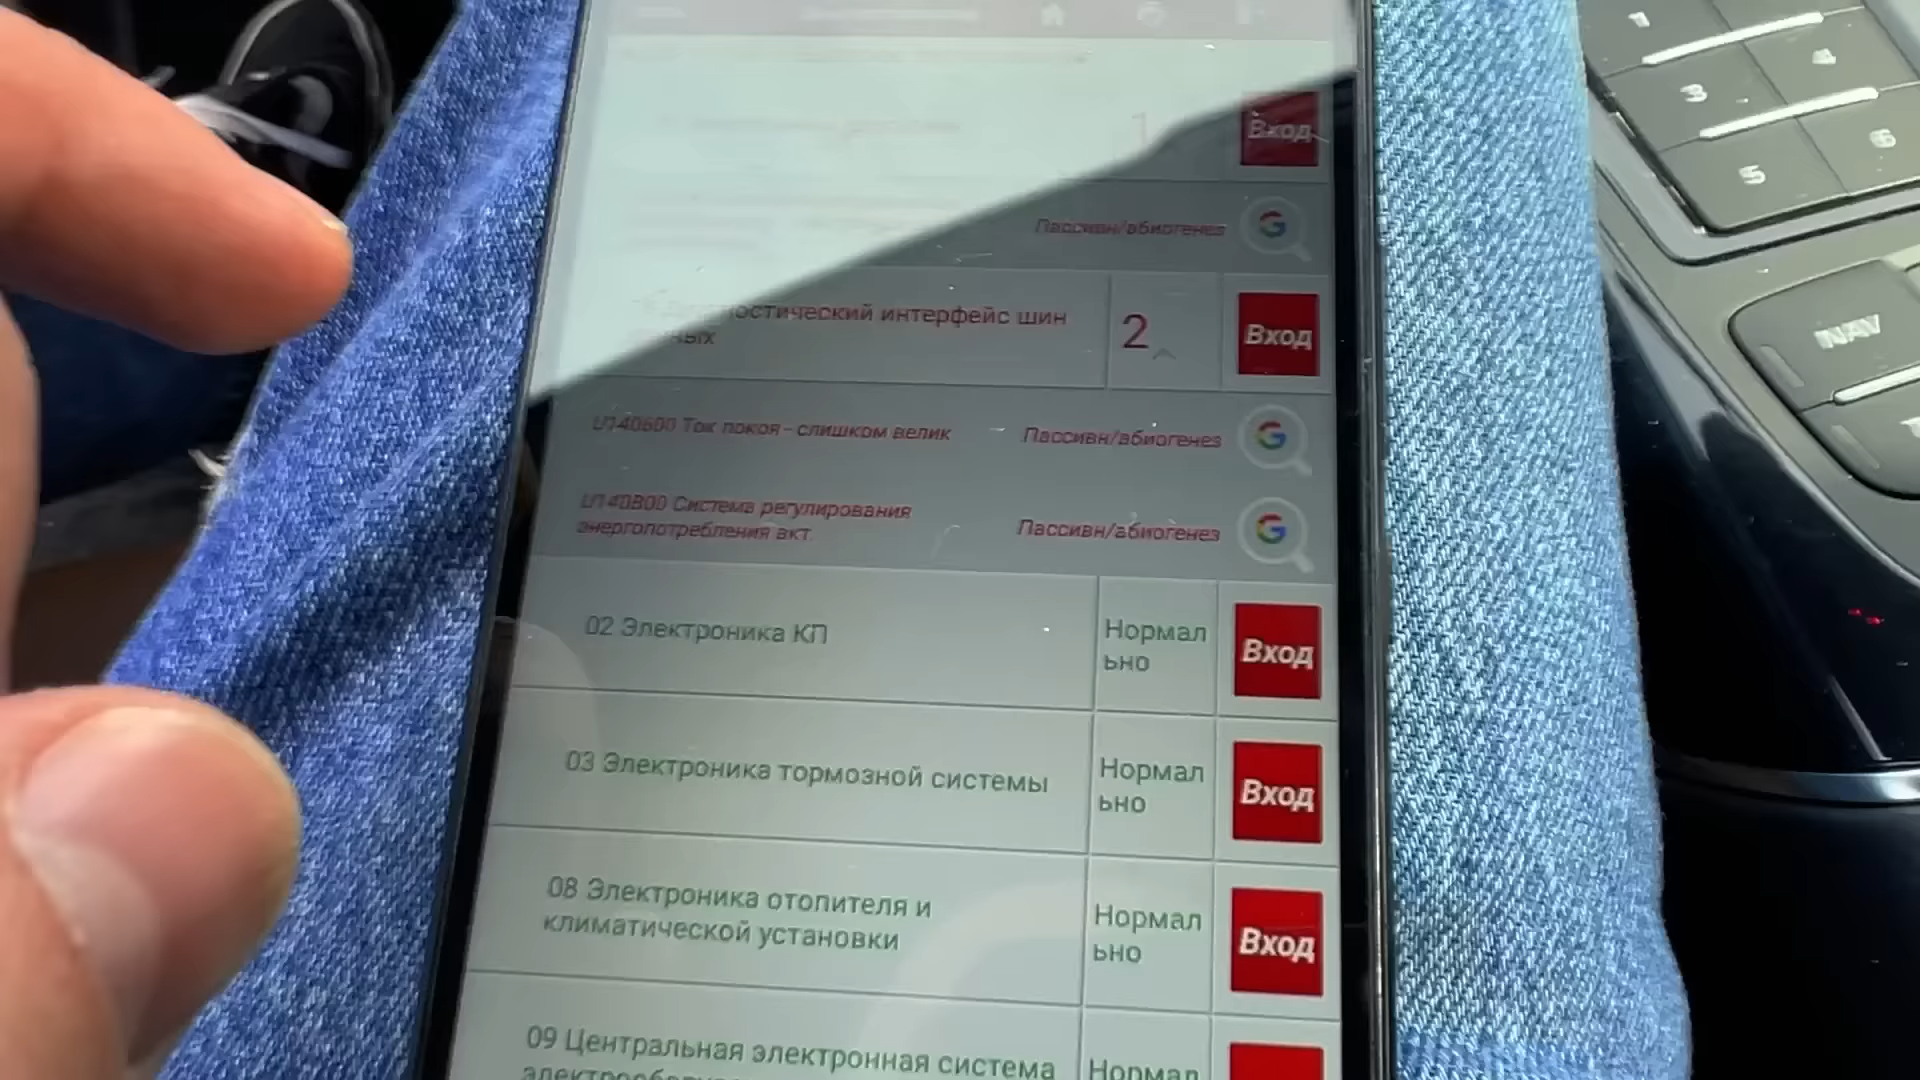 1
Вход
Пассивн/абиогенез
G
интерфейс шин
2
Вход
U140600 Ток покоя - слишком велик
Пассивн/абиогенез
G
U140B00 Система регулирования
энергопотребления акт.
Пассивн/абиогенез
G
02 Электроника КП
Нормал
ьно
Вход
03 Электроника тормозной системы
Нормал
ьно
Вход
08 Электроника отопителя и
климатической установки
Нормал
ьно
Вход
09 Центральная электронная система
Нормал
1
4
3
6
5
NAV